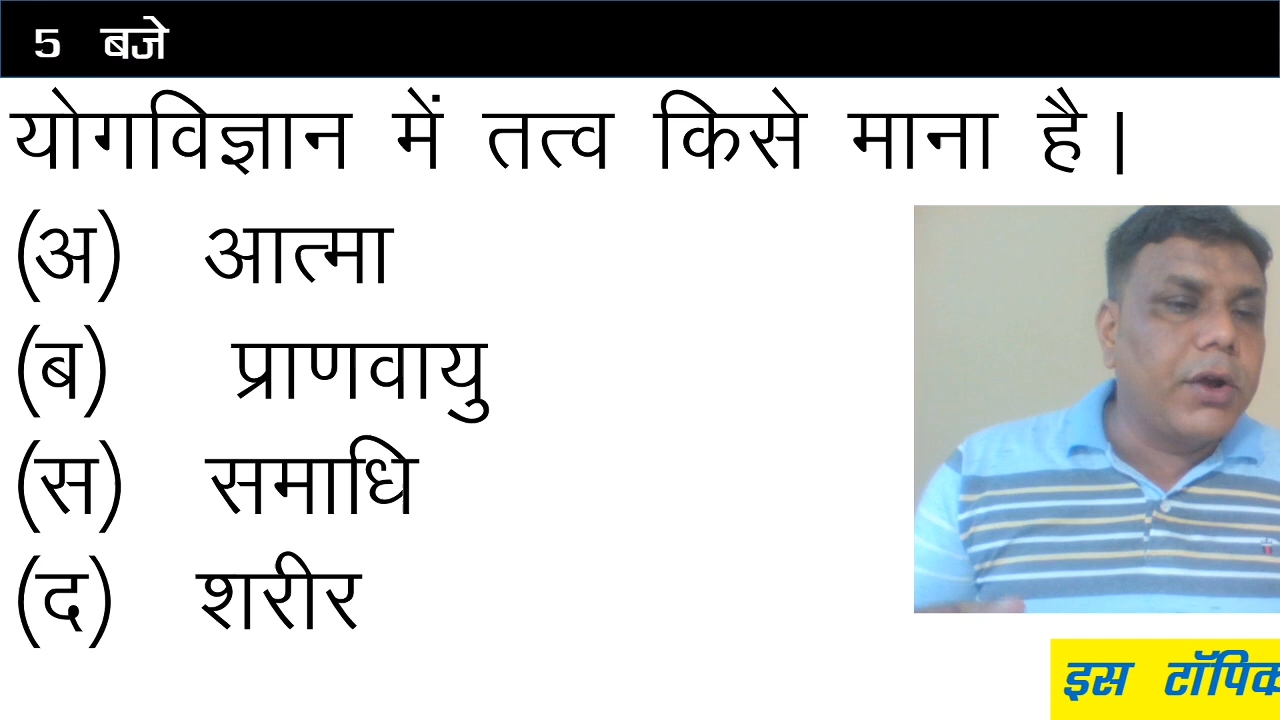 5 बजे
योगविज्ञान में तत्व किसे माना है।
(अ) आत्मा
(ब) प्राणवायु
(स) समाधि
(द) शरीर
इस टॉपिक